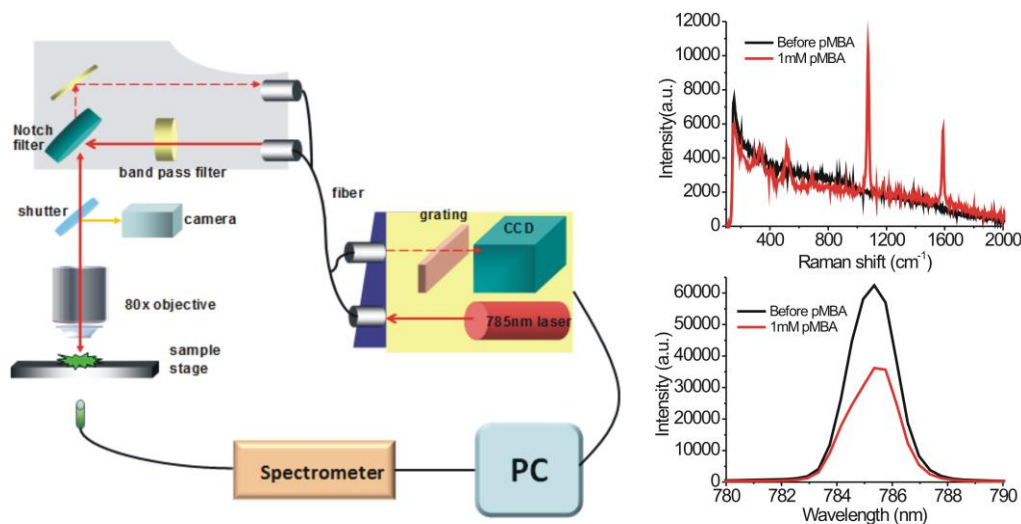 Notch
filter
band pass filter
shutter
camera
80x objective
sample
stage
fiber
grating
CCD
785nm laser
Spectrometer
PC
12000
10000
8000
6000
4000
2000
0
Intensity(a.u.)
Before pMBA
1mM pMBA
400 800 1200 1600 2000
Raman shift (cm⁻¹)
60000
50000
40000
30000
20000
10000
0
Intensity (a.u.)
Before pMBA
1mM pMBA
780 782 784 786 788 790
Wavelength (nm)